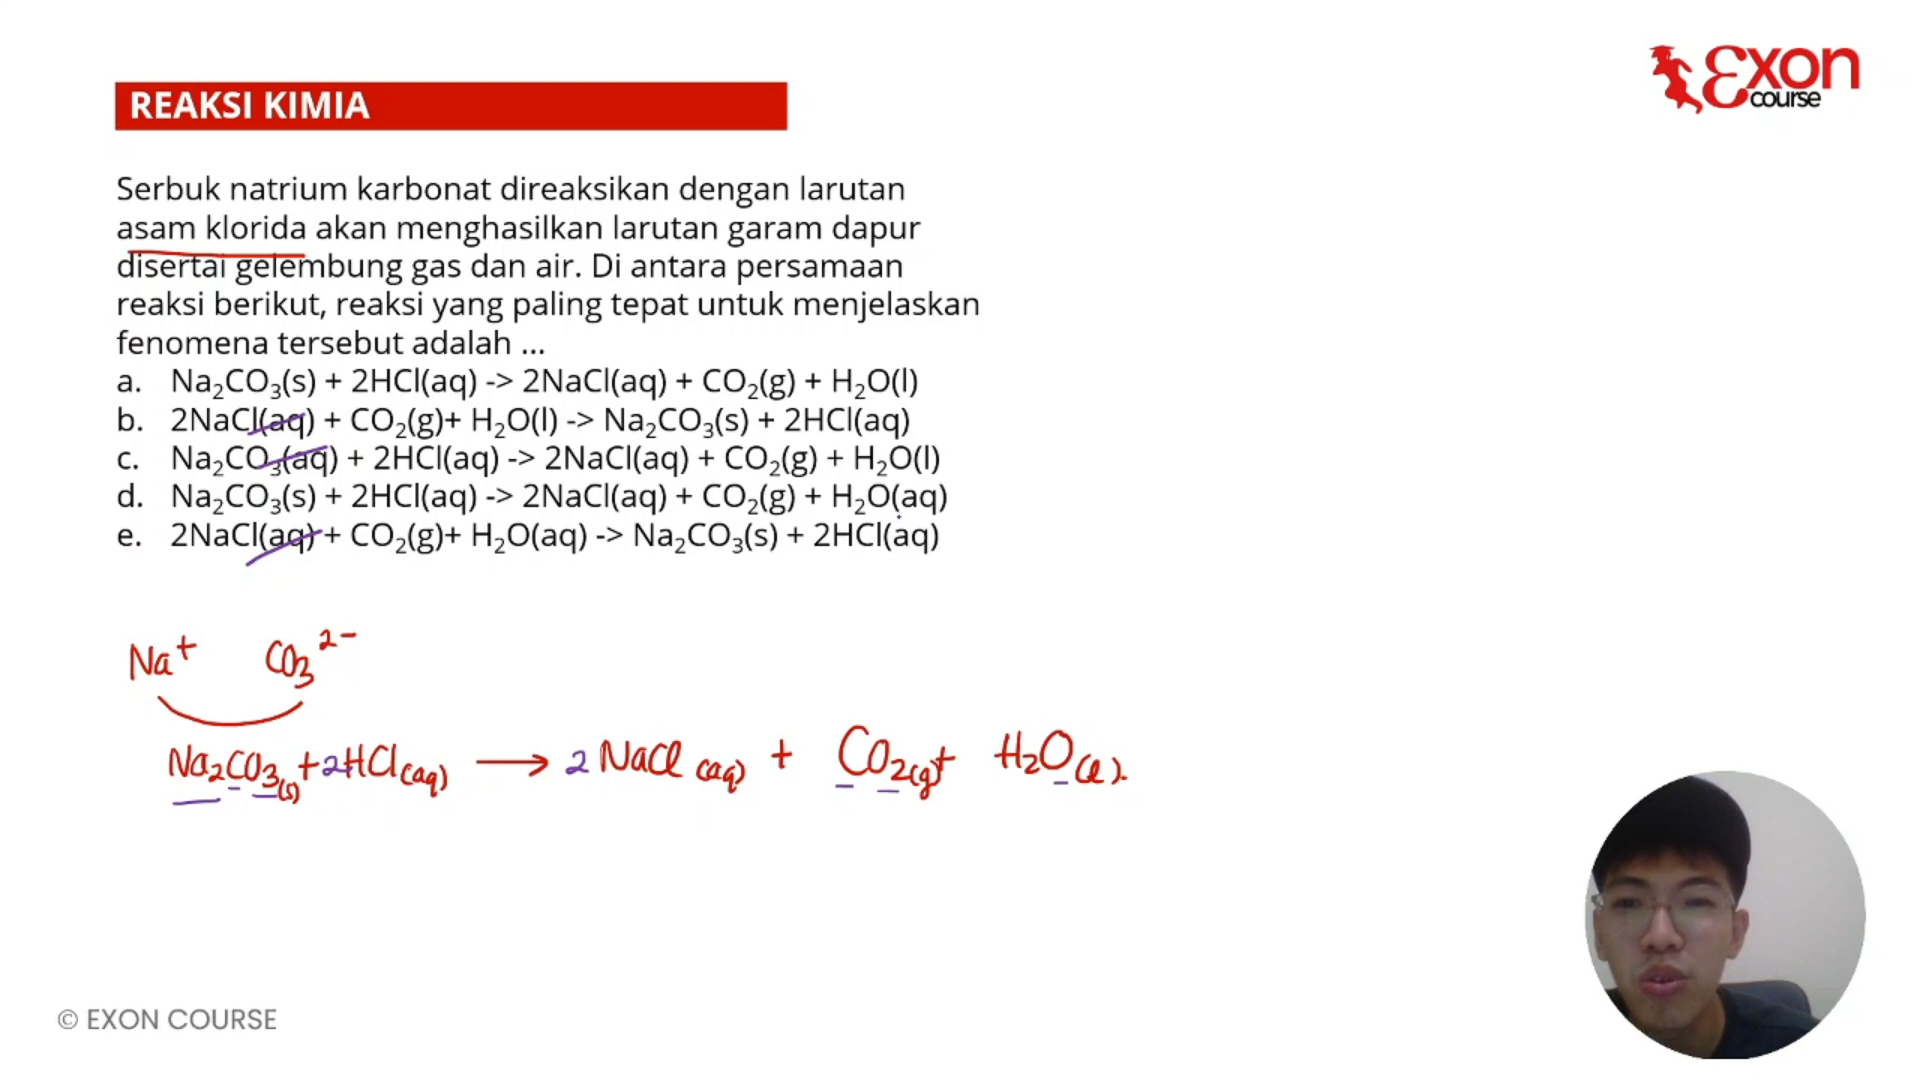 Exon
course
REAKSI KIMIA
Serbuk natrium karbonat direaksikan dengan larutan
asam klorida akan menghasilkan larutan garam dapur
disertai gelembung gas dan air. Di antara persamaan
reaksi berikut, reaksi yang paling tepat untuk menjelaskan
fenomena tersebut adalah ...
a. Na₂CO₃(s) + 2HCl(aq) -> 2NaCl(aq) + CO₂(g) + H₂O(l)
b. 2NaCl(aq) + CO₂(g)+ H₂O(l) -> Na₂CO₃(s) + 2HCl(aq)
c. Na₂CO₃(aq) + 2HCl(aq) -> 2NaCl(aq) + CO₂(g) + H₂O(l)
d. Na₂CO₃(s) + 2HCl(aq) -> 2NaCl(aq) + CO₂(g) + H₂O(aq)
e. 2NaCl(aq) + CO₂(g)+ H₂O(aq) -> Na₂CO₃(s) + 2HCl(aq)
Na⁺ CO₃²⁻
Na₂CO₃(s) + 2HCl(aq) → 2 NaCl(aq) + CO₂(g) + H₂O(l).
© EXON COURSE